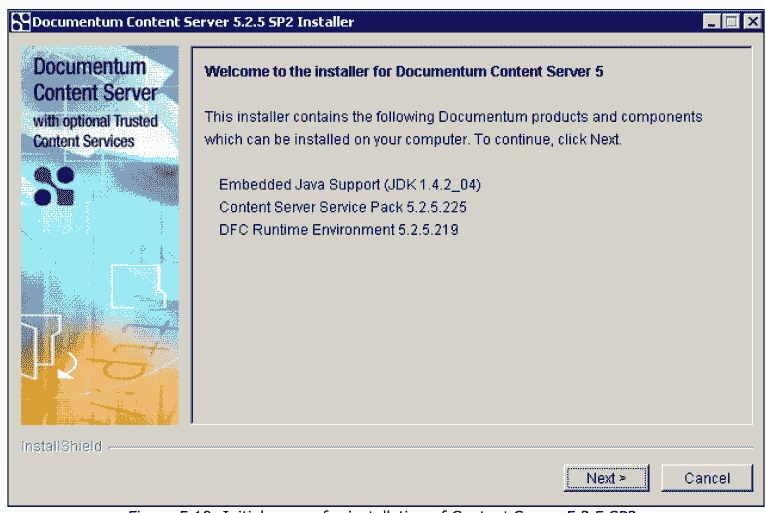 Documentum Content Server 5.2.5 SP2 Installer
Documentum
Content Server
with optional Trusted
Content Services
Welcome to the installer for Documentum Content Server 5
This installer contains the following Documentum products and components
which can be installed on your computer. To continue, click Next.
Embedded Java Support (JDK 1.4.2_04)
Content Server Service Pack 5.2.5.225
DFC Runtime Environment 5.2.5.219
InstallShield
Next >
Cancel